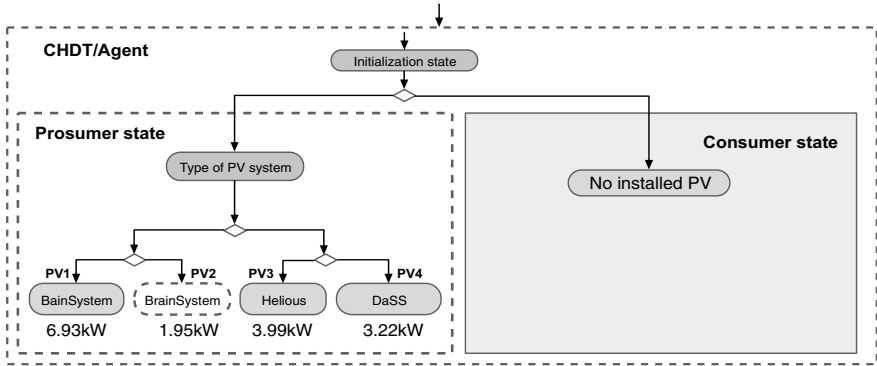 CHDT/Agent
Initialization state
Prosumer state
Consumer state
Type of PV system
No installed PV
PV1 PV2 PV3 PV4
BainSystem BrainSystem Helious DaSS
6.93kW 1.95kW 3.99kW 3.22kW